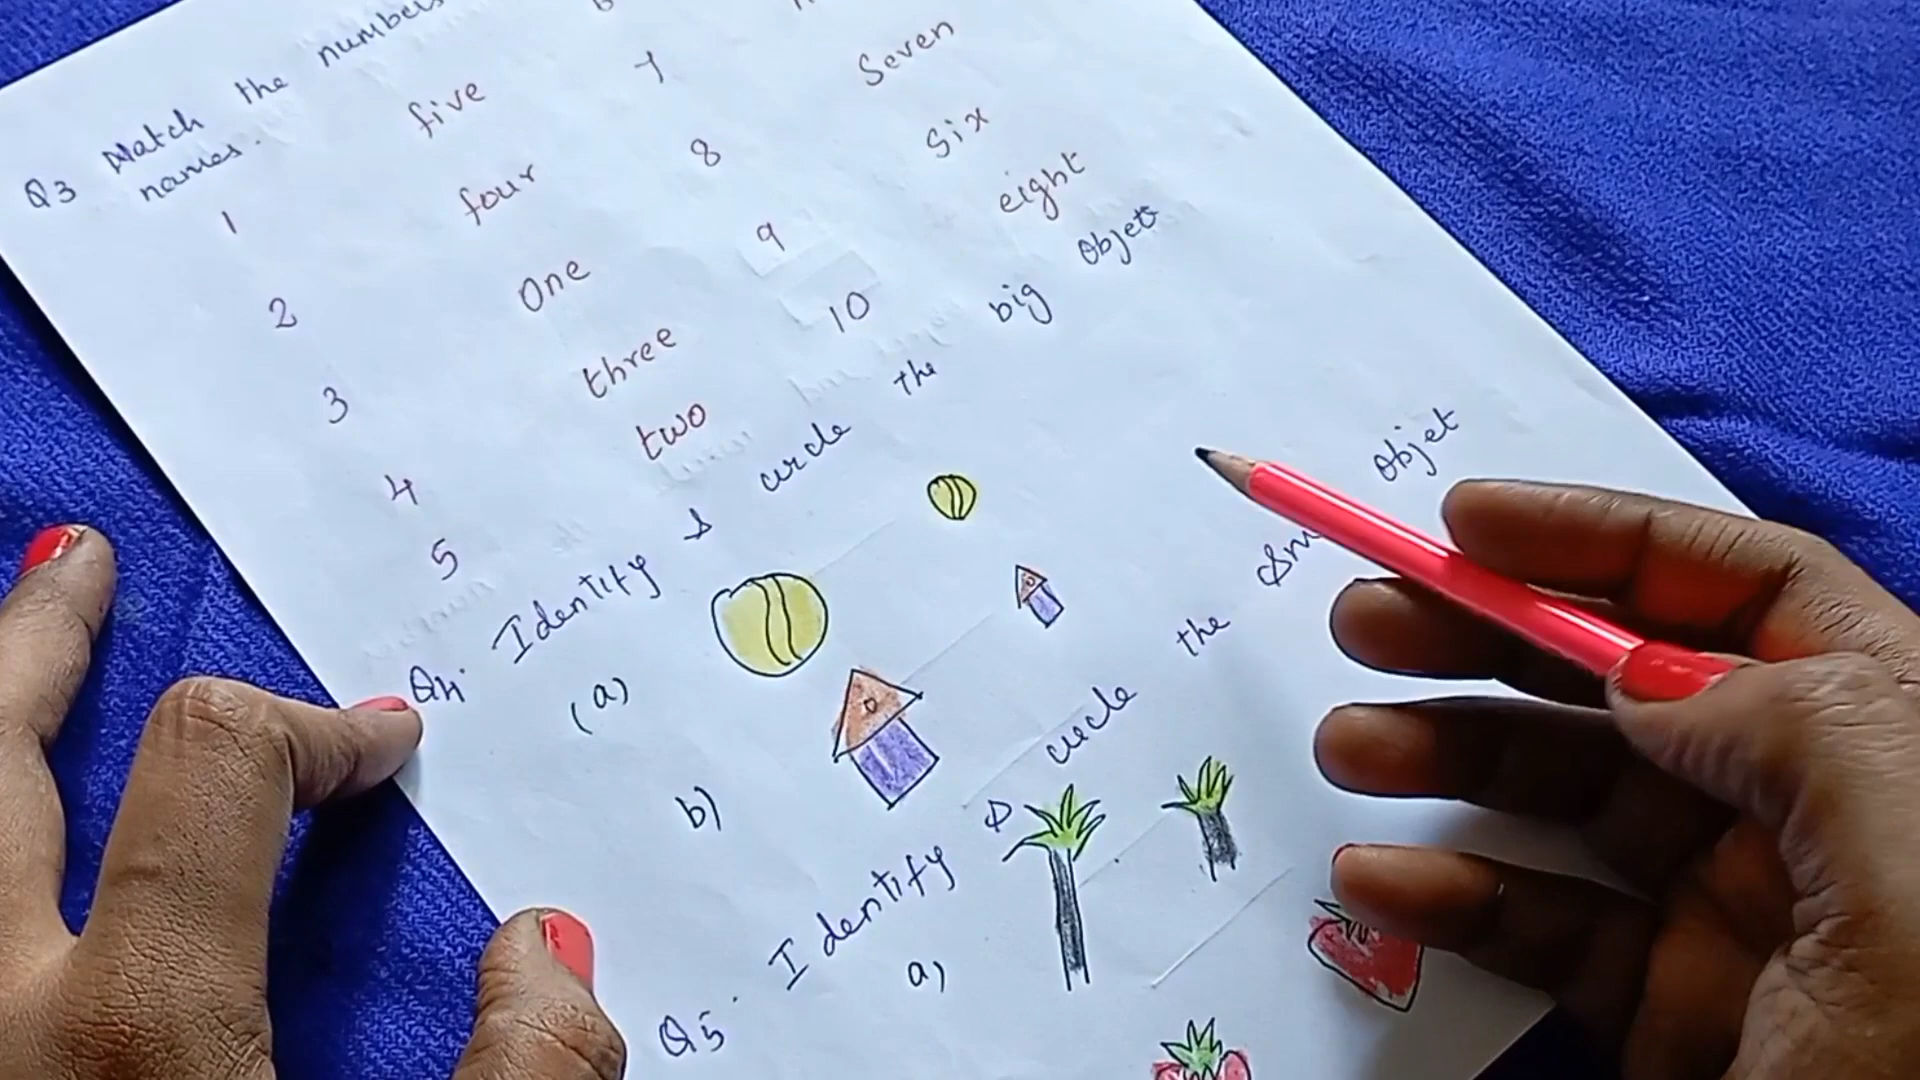 Q3 Match the numbers
names.
1 five 7 Seven
2 four 8 Six
3 One 9 eight
4 three 10
5 two
Q4. Identify & circle the big Objet
(a)
b)
Q5. Identify & circle the Objet
a)